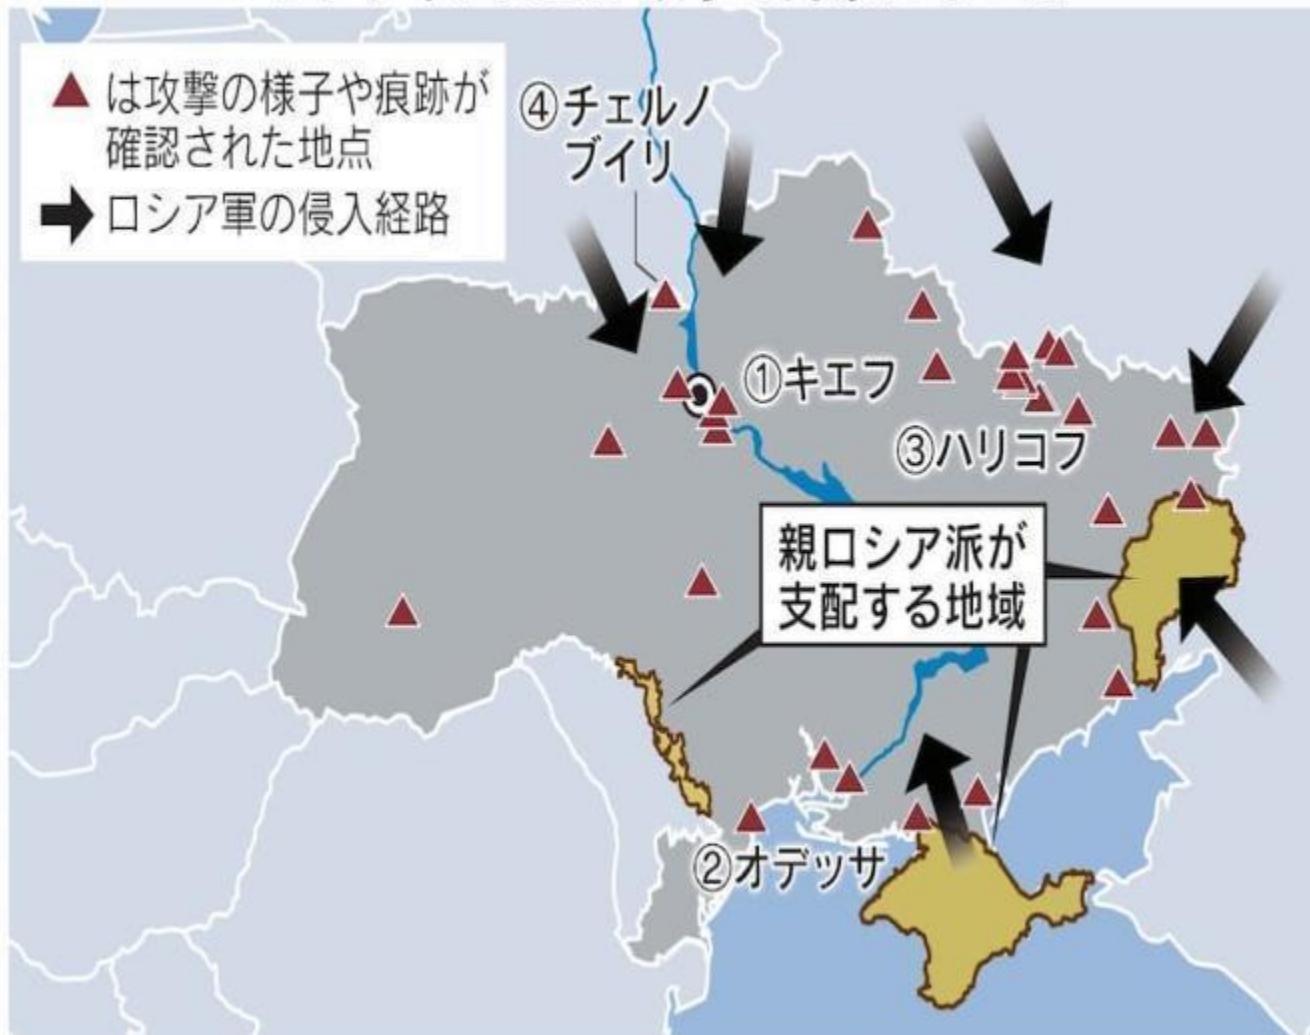 ▲は攻撃の様子や痕跡が
確認された地点
➡ロシア軍の侵入経路
④チェルノ
ブイリ
①キエフ
③ハリコフ
親ロシア派が
支配する地域
②オデッサ